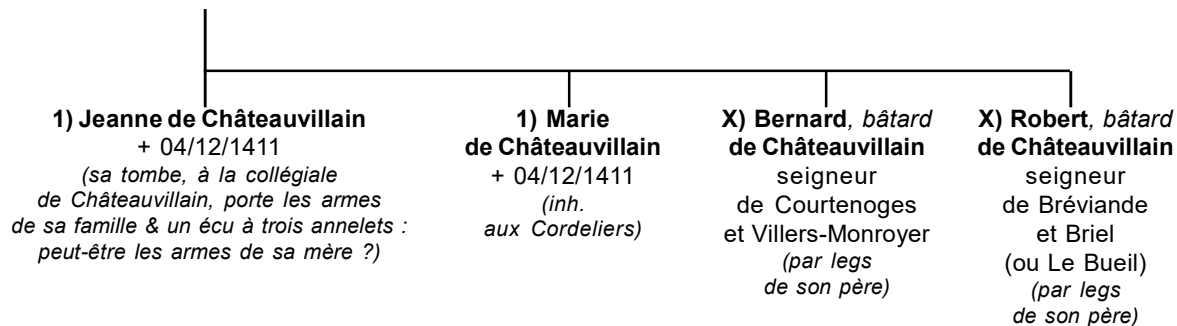 1) Jeanne de Châteauvillain
+ 04/12/1411
(sa tombe, à la collégiale
de Châteauvillain, porte les armes
de sa famille & un écu à trois annelets :
peut-être les armes de sa mère ?)
1) Marie
de Châteauvillain
+ 04/12/1411
(inh.
aux Cordeliers)
X) Bernard, bâtard
de Châteauvillain
seigneur
de Courtenoges
et Villers-Monroyer
(par legs
de son père)
X) Robert, bâtard
de Châteauvillain
seigneur
de Bréviande
et Briel
(ou Le Bueil)
(par legs
de son père)